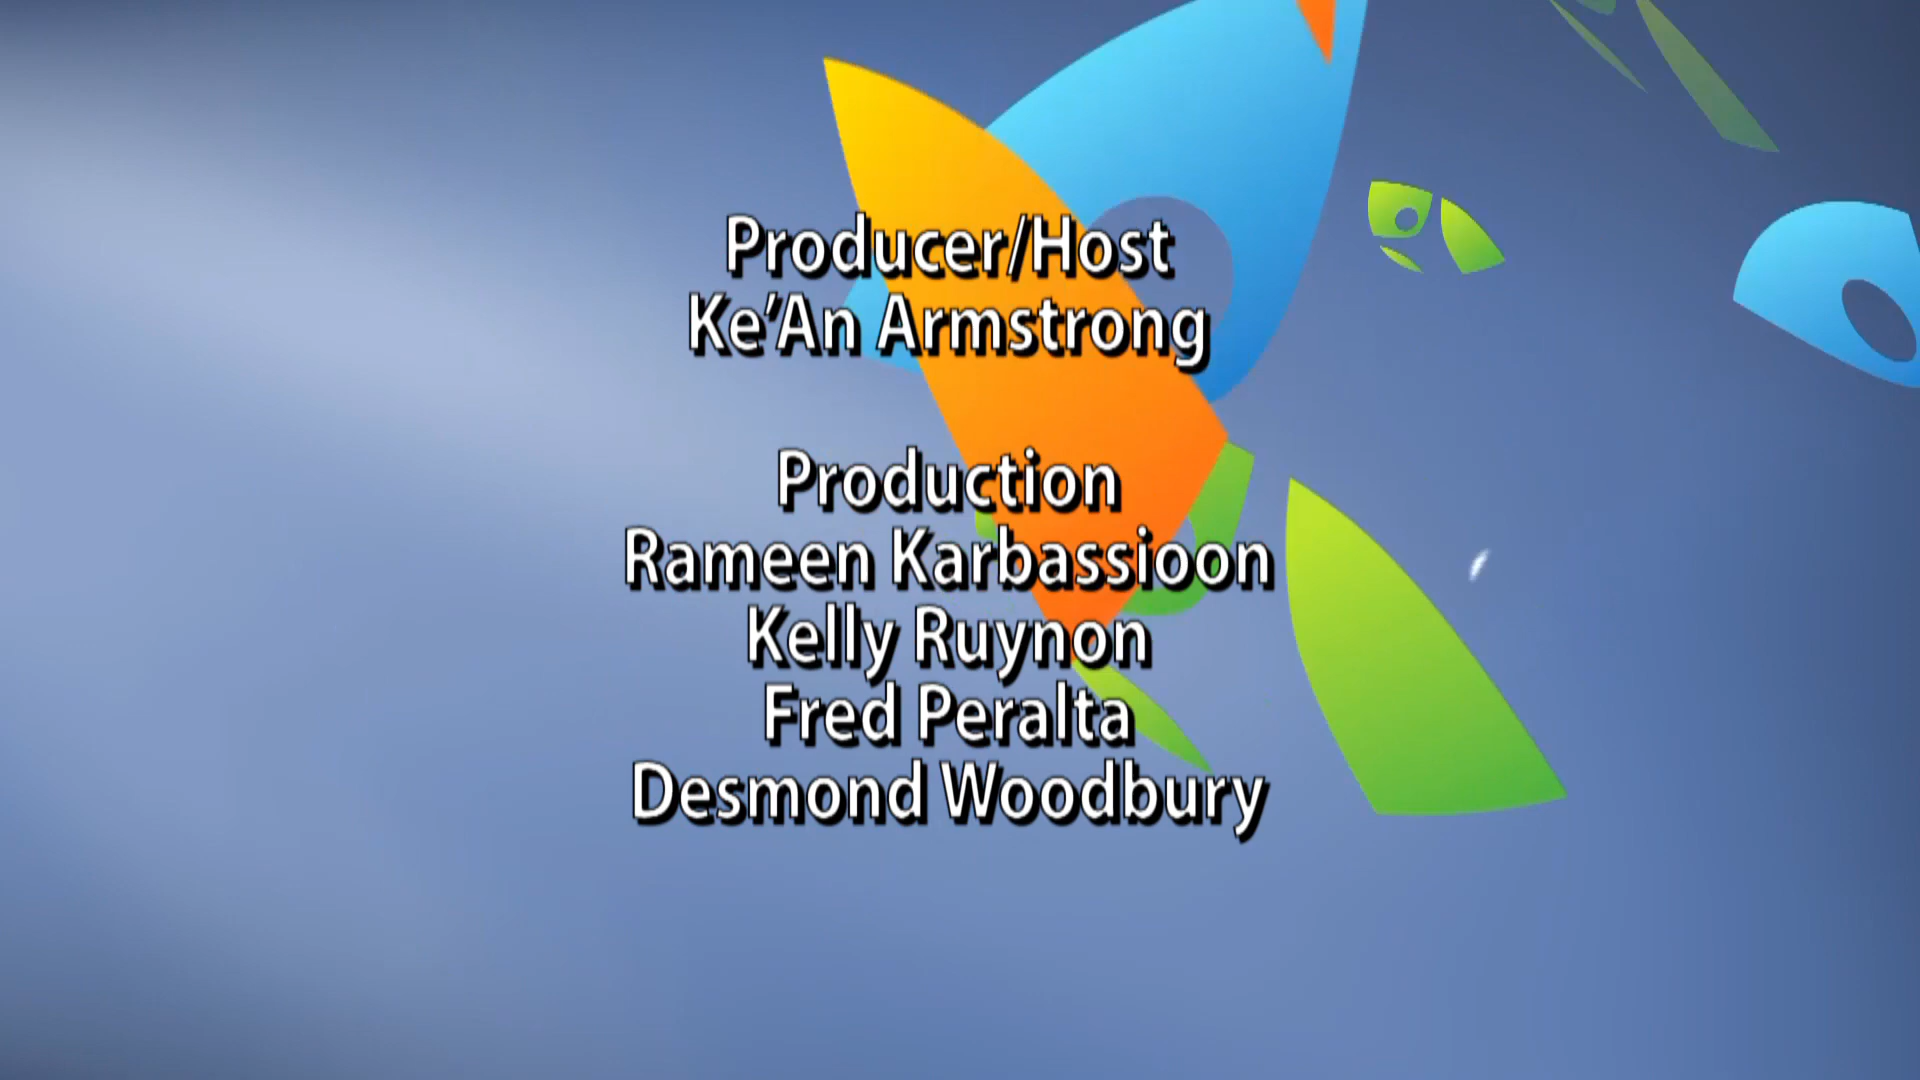 Producer/Host
Ke’An Armstrong
Production
Rameen Karbassioon
Kelly Ruynon
Fred Peralta
Desmond Woodbury